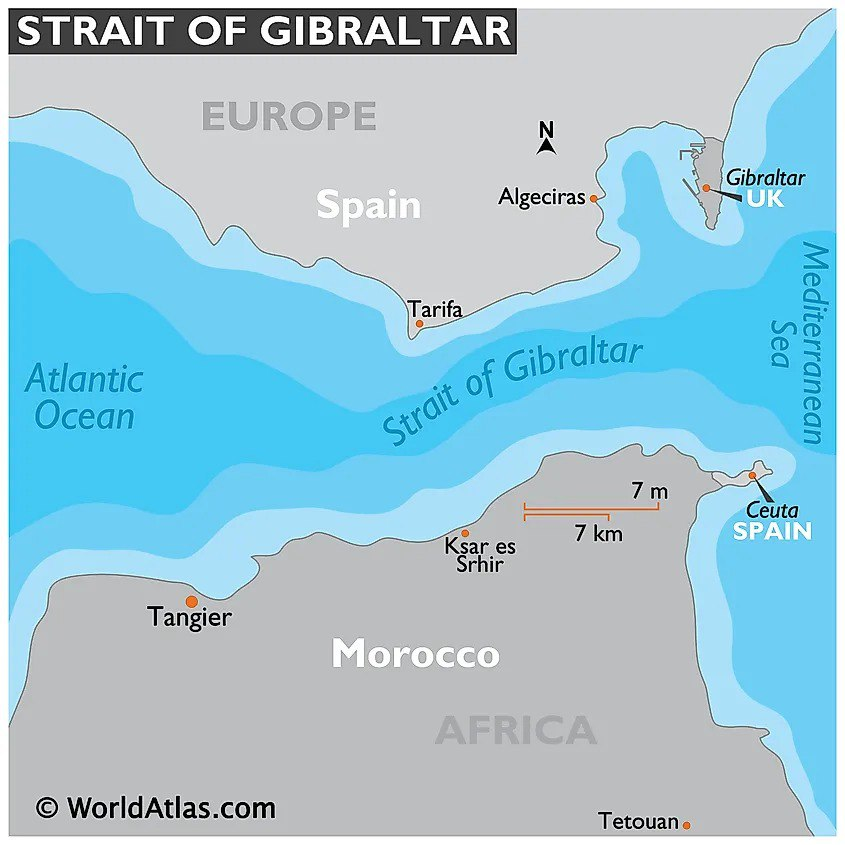 STRAIT OF GIBRALTAR
EUROPE
N
Spain
Algeciras
Gibraltar
UK
Tarifa
Mediterranean
Sea
Strait of Gibraltar
Atlantic
Ocean
7 m
7 km
Ceuta
SPAIN
Ksar es
Srhir
Tangier
Morocco
AFRICA
© WorldAtlas.com
Tetouan